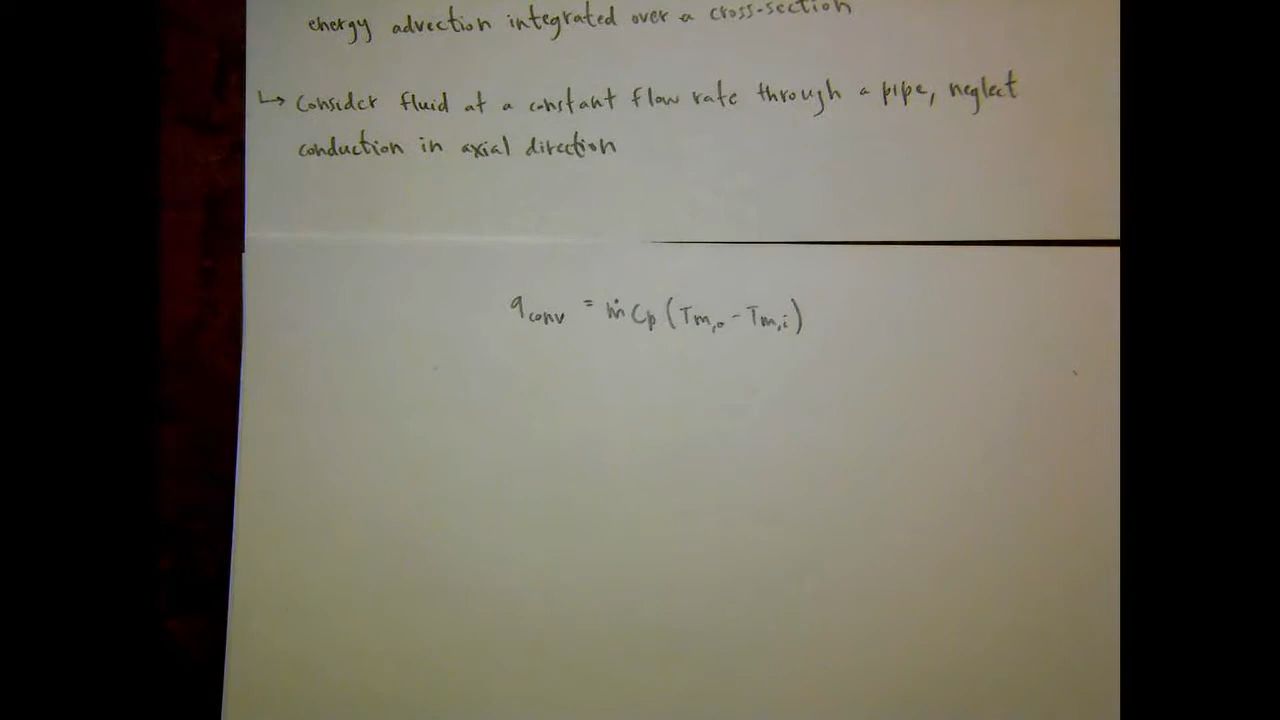 energy advection integrated over a cross-section
↳ Consider fluid at a constant flow rate through a pipe, neglect
conduction in axial direction
q_conv = ṁ Cp (Tm,o - Tm,i)